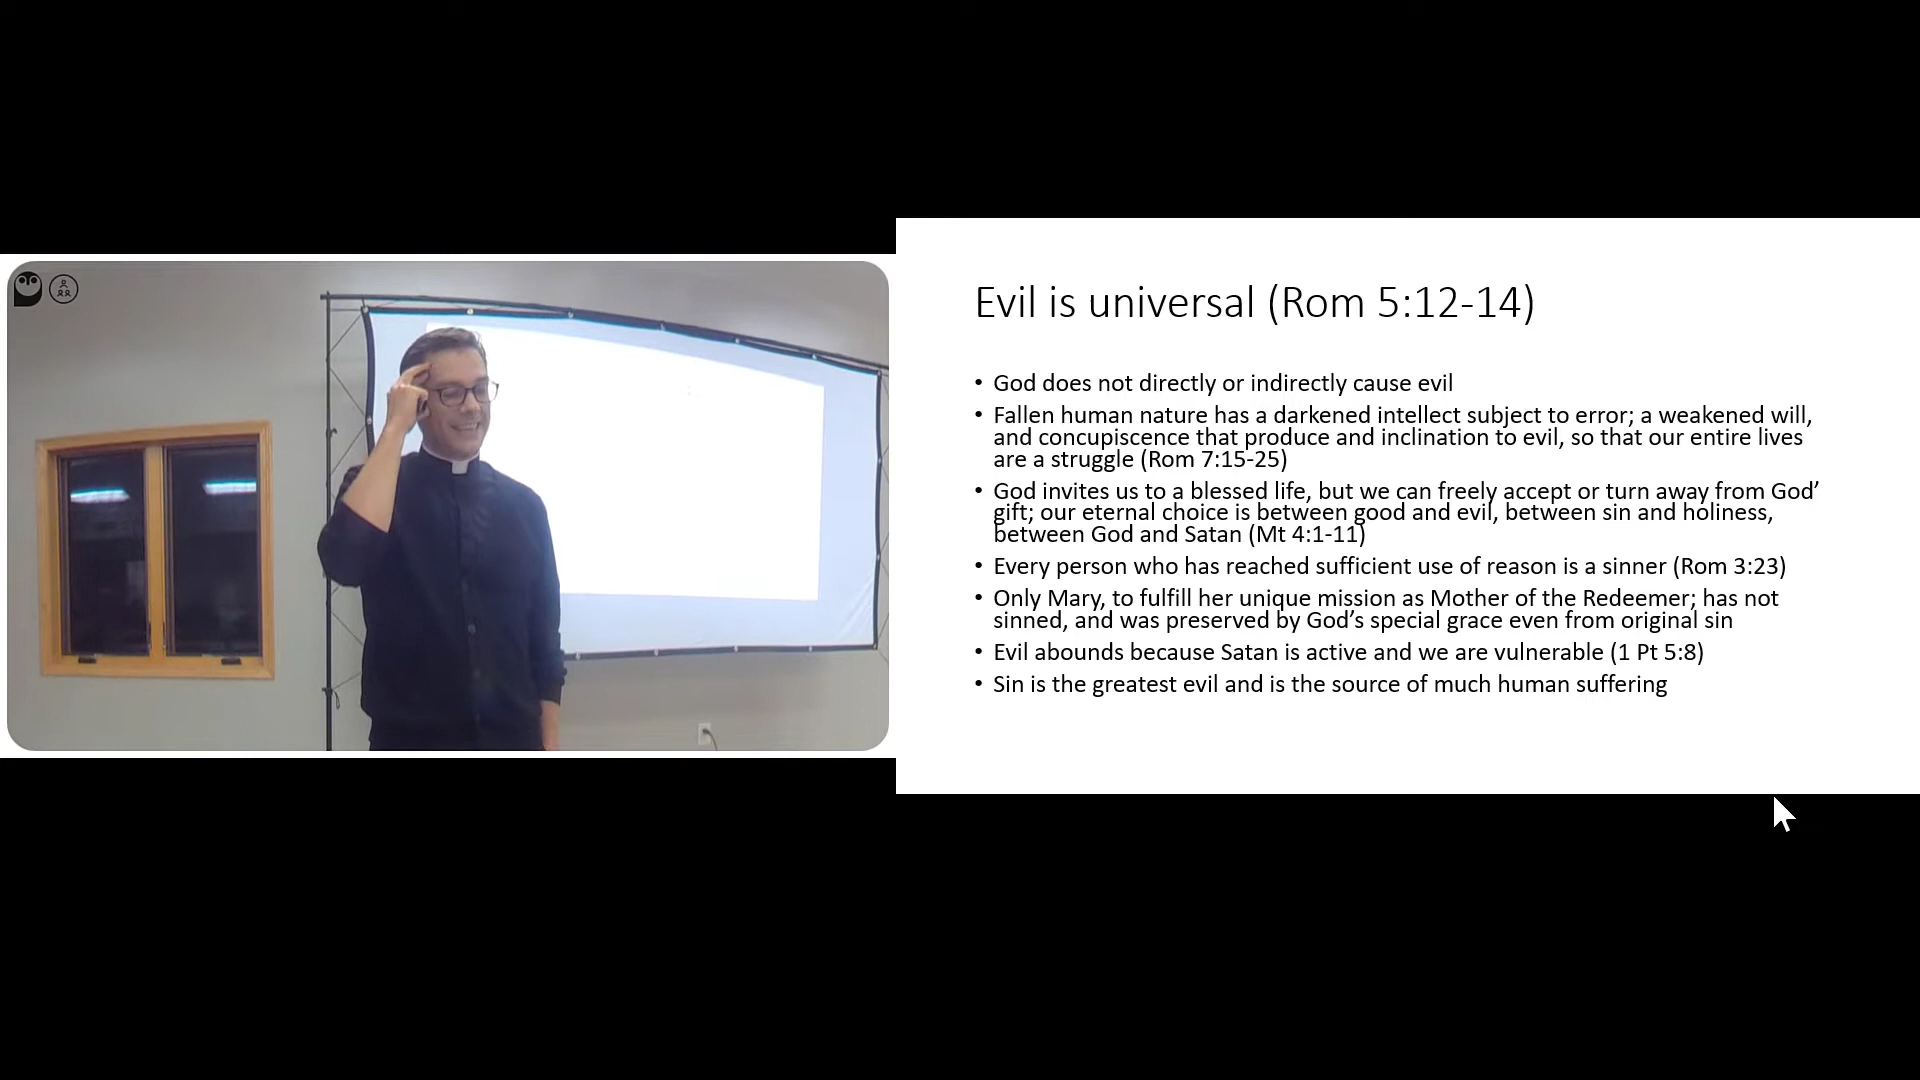 Evil is universal (Rom 5:12-14)
• God does not directly or indirectly cause evil
• Fallen human nature has a darkened intellect subject to error; a weakened will,
and concupiscence that produce and inclination to evil, so that our entire lives
are a struggle (Rom 7:15-25)
• God invites us to a blessed life, but we can freely accept or turn away from God’
gift; our eternal choice is between good and evil, between sin and holiness,
between God and Satan (Mt 4:1-11)
• Every person who has reached sufficient use of reason is a sinner (Rom 3:23)
• Only Mary, to fulfill her unique mission as Mother of the Redeemer; has not
sinned, and was preserved by God’s special grace even from original sin
• Evil abounds because Satan is active and we are vulnerable (1 Pt 5:8)
• Sin is the greatest evil and is the source of much human suffering